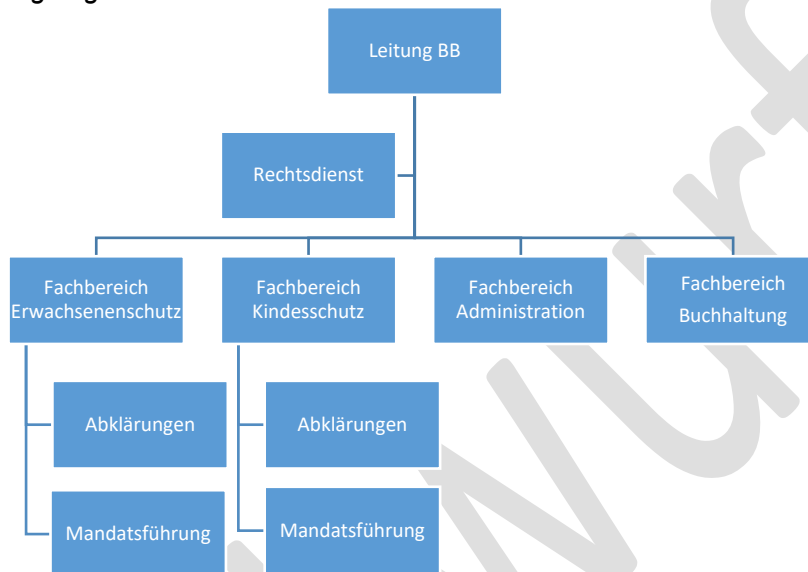 Leitung BB
Rechtsdienst
Fachbereich
Erwachsenenschutz
Fachbereich
Kindesschutz
Fachbereich
Administration
Fachbereich
Buchhaltung
Abklärungen
Abklärungen
Mandatsführung
Mandatsführung